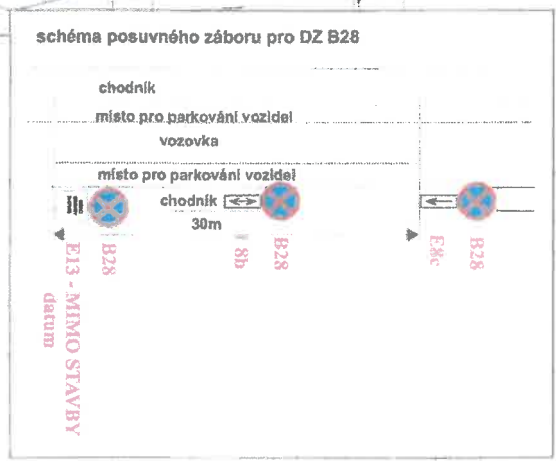 schéma posuvného záboru pro DZ B28
chodník
místo pro parkování vozidel
vozovka
místo pro parkování vozidel
chodník
30m
B28
E13 - MIMO STAVBY
datum
B28
8b
B28
E8c